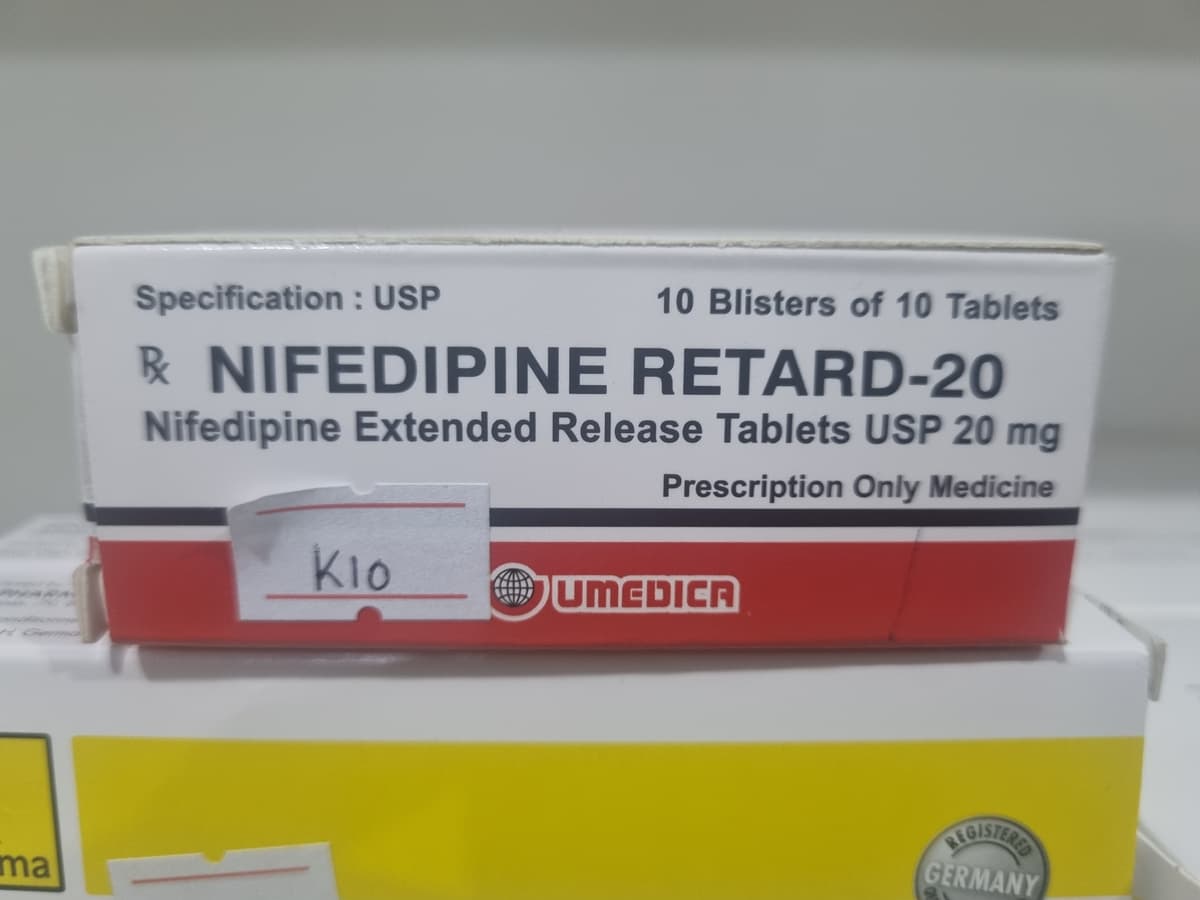 Specification : USP
10 Blisters of 10 Tablets
Rx NIFEDIPINE RETARD-20
Nifedipine Extended Release Tablets USP 20 mg
Prescription Only Medicine
K10
UMEDICA
ma
REGISTERED
GERMANY